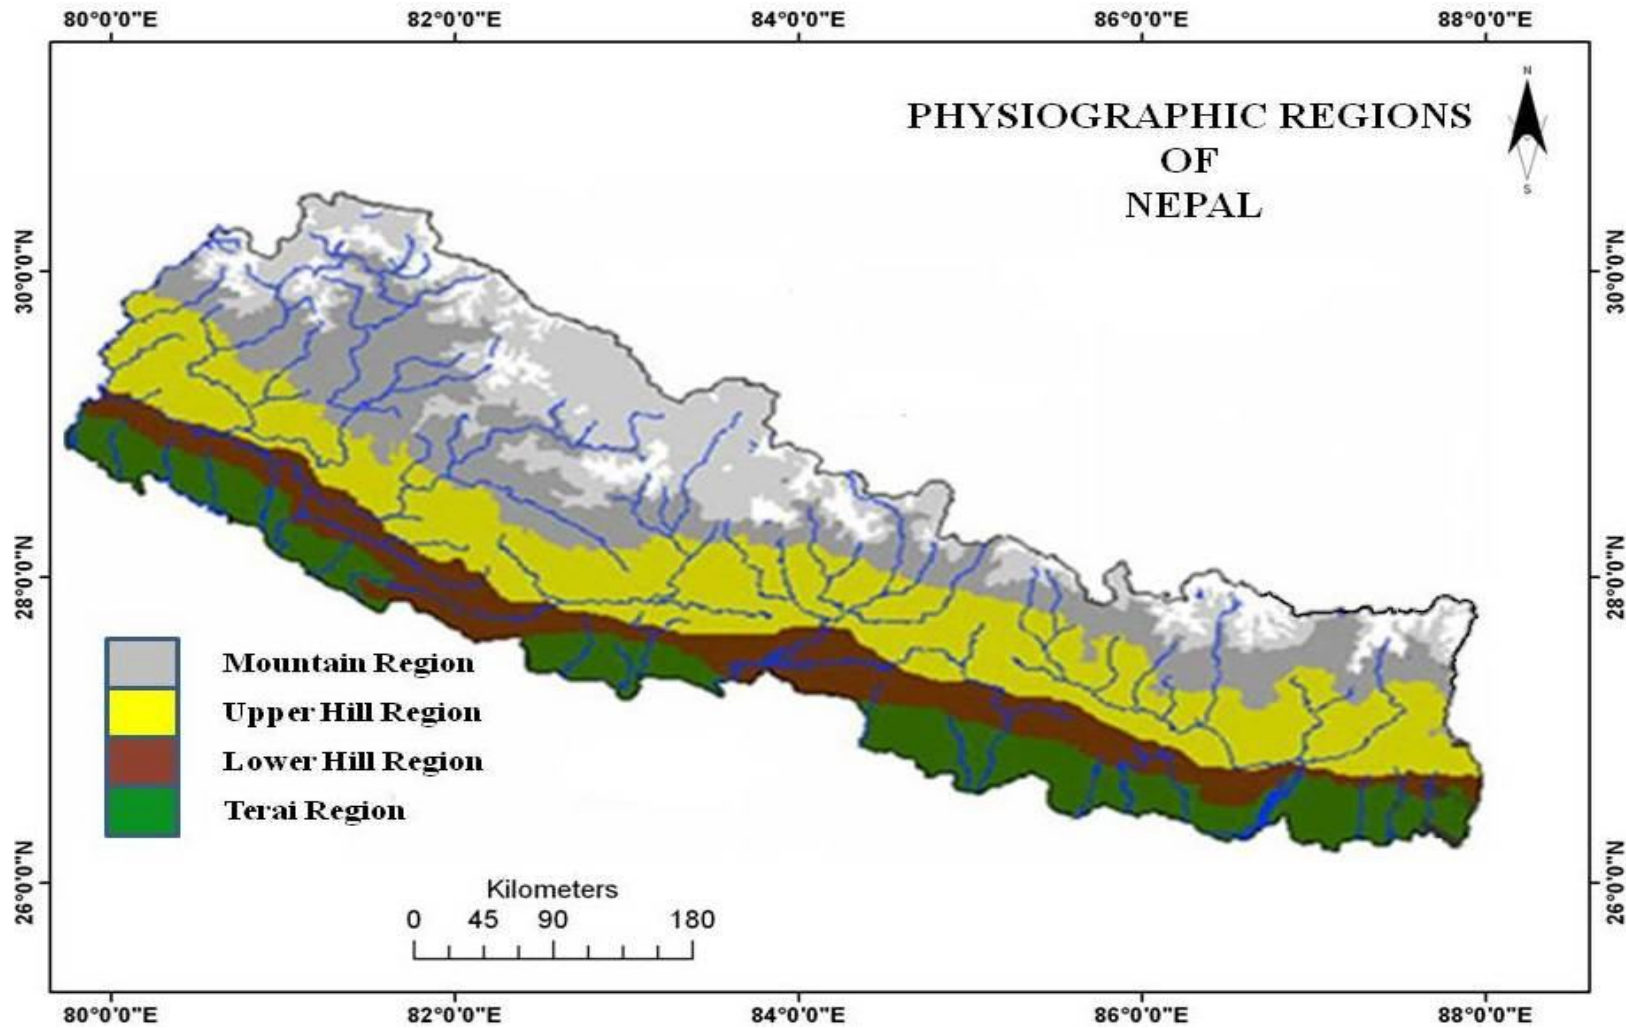 80°0'0"E 82°0'0"E 84°0'0"E 86°0'0"E 88°0'0"E
N
PHYSIOGRAPHIC REGIONS
OF
NEPAL
S
30°0'0"N 30°0'0"N
28°0'0"N 28°0'0"N
Mountain Region
Upper Hill Region
Lower Hill Region
Terai Region
26°0'0"N 26°0'0"N
Kilometers
0 45 90 180
80°0'0"E 82°0'0"E 84°0'0"E 86°0'0"E 88°0'0"E